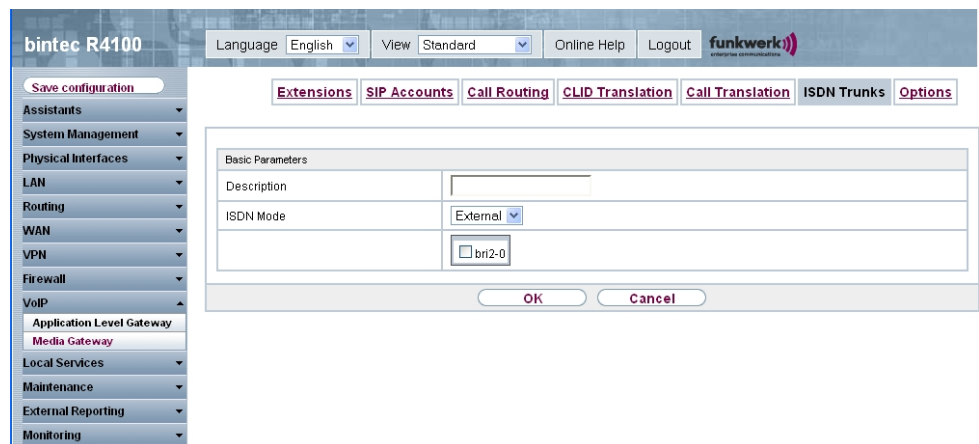 bintec R4100
Language English View Standard Online Help Logout funkwerk
enterprise communications
Save configuration
Assistants
System Management
Physical Interfaces
LAN
Routing
WAN
VPN
Firewall
VoIP
Application Level Gateway
Media Gateway
Local Services
Maintenance
External Reporting
Monitoring
Extensions SIP Accounts Call Routing CLID Translation Call Translation ISDN Trunks Options
Basic Parameters
Description
ISDN Mode External
bri2-0
OK Cancel